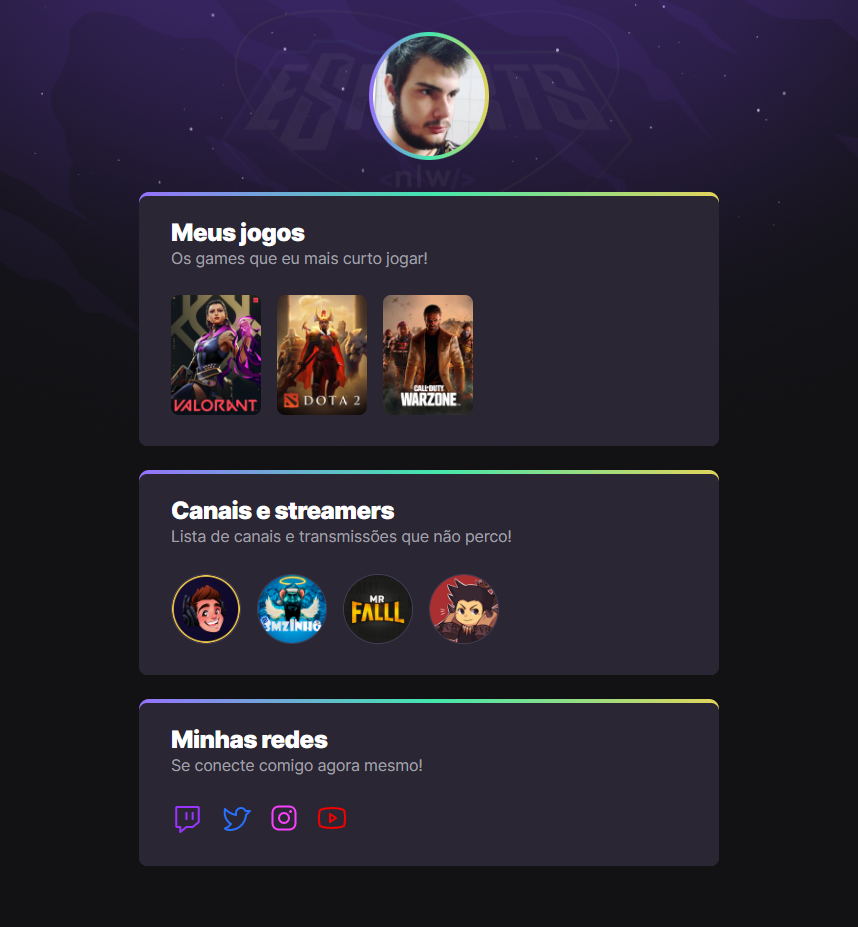 ESPORTS
<nlw/>
Meus jogos
Os games que eu mais curto jogar!
VALORANT
DOTA 2
CALL OF DUTY
WARZONE
Canais e streamers
Lista de canais e transmissões que não perco!
MR
FALLL
Minhas redes
Se conecte comigo agora mesmo!